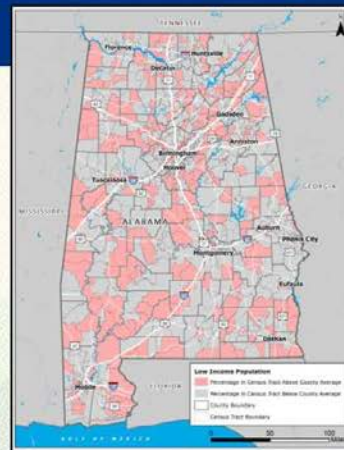 TENNESSEE
Florence
Huntsville
Decatur
Gadsden
Anniston
Birmingham
Hoover
Tuscaloosa
MISSISSIPPI
GEORGIA
ALABAMA
Auburn
Phenix City
Montgomery
Eufaula
Dothan
Mobile
FLORIDA
Low Income Population
Percentage in Census Tract Above County Average
Percentage in Census Tract Below County Average
County Boundary
Census Tract Boundary
GULF OF MEXICO
0 50 100